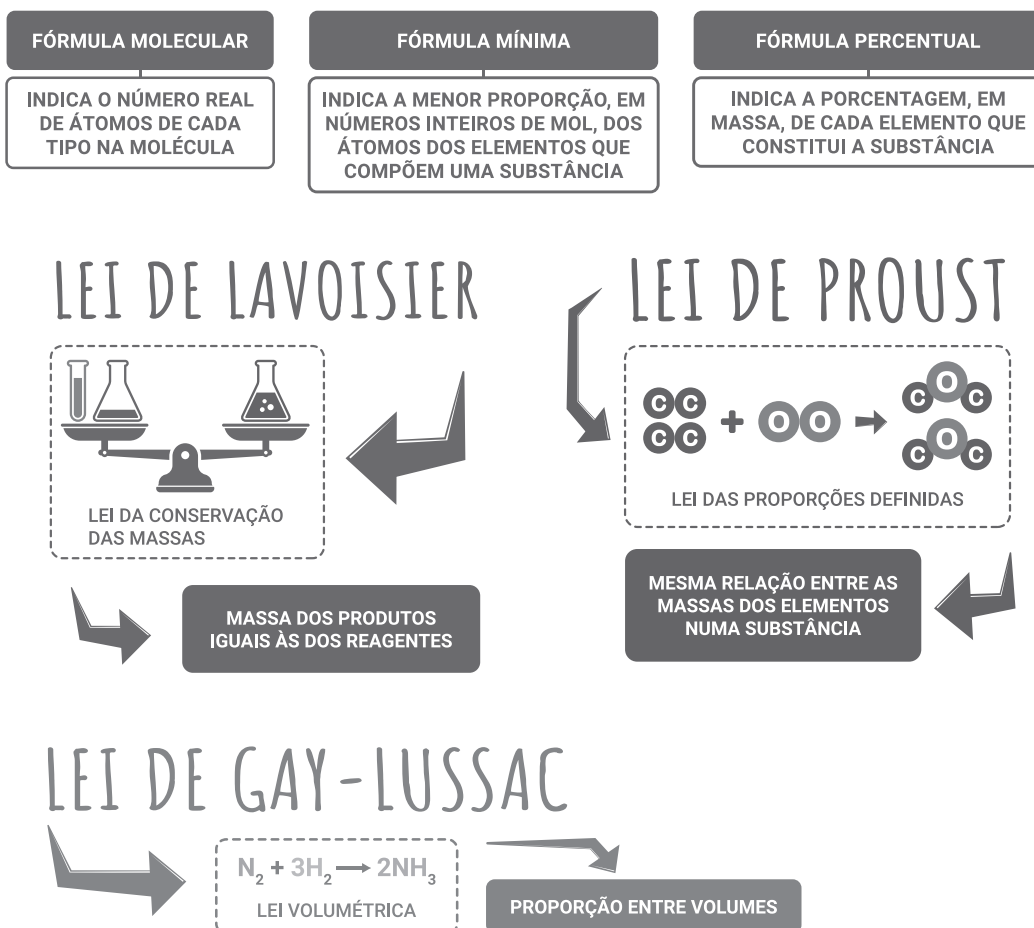 FÓRMULA MOLECULAR
INDICA O NÚMERO REAL
DE ÁTOMOS DE CADA
TIPO NA MOLÉCULA
FÓRMULA MÍNIMA
INDICA A MENOR PROPORÇÃO, EM
NÚMEROS INTEIROS DE MOL, DOS
ÁTOMOS DOS ELEMENTOS QUE
COMPÕEM UMA SUBSTÂNCIA
FÓRMULA PERCENTUAL
INDICA A PORCENTAGEM, EM
MASSA, DE CADA ELEMENTO QUE
CONSTITUI A SUBSTÂNCIA
LEI DE LAVOISIER
LEI DA CONSERVAÇÃO
DAS MASSAS
MASSA DOS PRODUTOS
IGUAIS ÀS DOS REAGENTES
LEI DE PROUST
C C
C C
+
O O
C O C
C O C
LEI DAS PROPORÇÕES DEFINIDAS
MESMA RELAÇÃO ENTRE AS
MASSAS DOS ELEMENTOS
NUMA SUBSTÂNCIA
LEI DE GAY-LUSSAC
N₂ + 3H₂ → 2NH₃
LEI VOLUMÉTRICA
PROPORÇÃO ENTRE VOLUMES